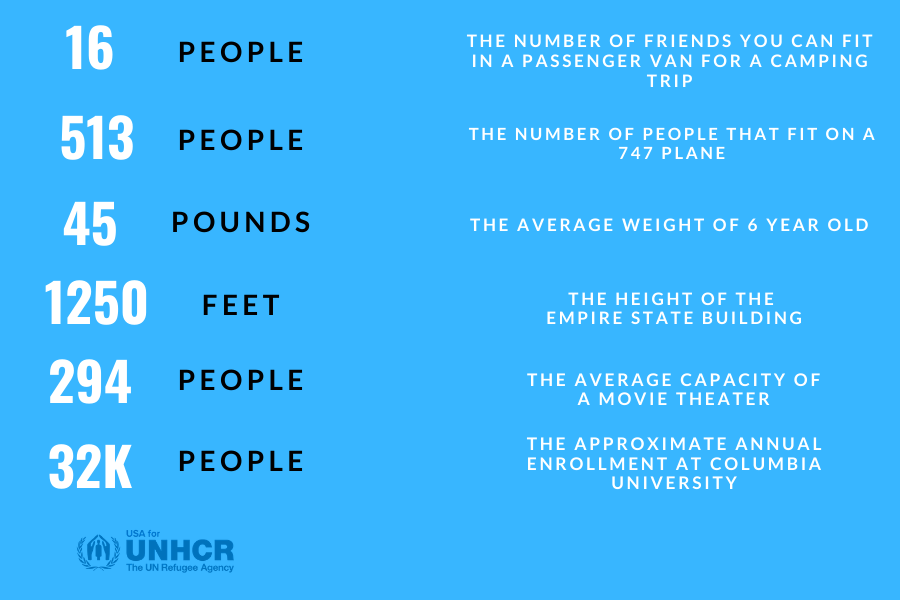 16 PEOPLE
THE NUMBER OF FRIENDS YOU CAN FIT
IN A PASSENGER VAN FOR A CAMPING
TRIP
513 PEOPLE
THE NUMBER OF PEOPLE THAT FIT ON A
747 PLANE
45 POUNDS
THE AVERAGE WEIGHT OF 6 YEAR OLD
1250 FEET
THE HEIGHT OF THE
EMPIRE STATE BUILDING
294 PEOPLE
THE AVERAGE CAPACITY OF
A MOVIE THEATER
32K PEOPLE
THE APPROXIMATE ANNUAL
ENROLLMENT AT COLUMBIA
UNIVERSITY
USA for
UNHCR
The UN Refugee Agency